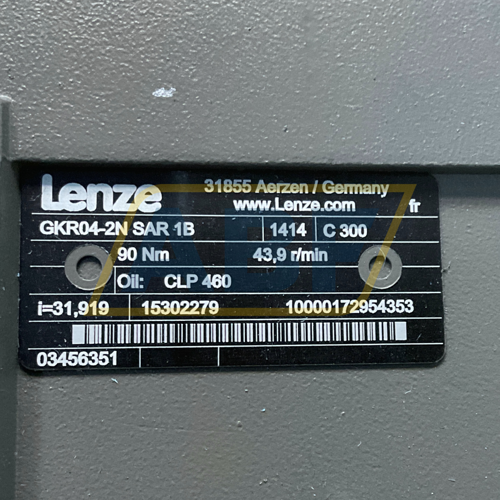 Lenze
31855 Aerzen / Germany
www.Lenze.com
fr
GKR04-2N SAR 1B 1414 C 300
90 Nm 43,9 r/min
Oil: CLP 460
i=31,919 15302279 10000172954353
03456351